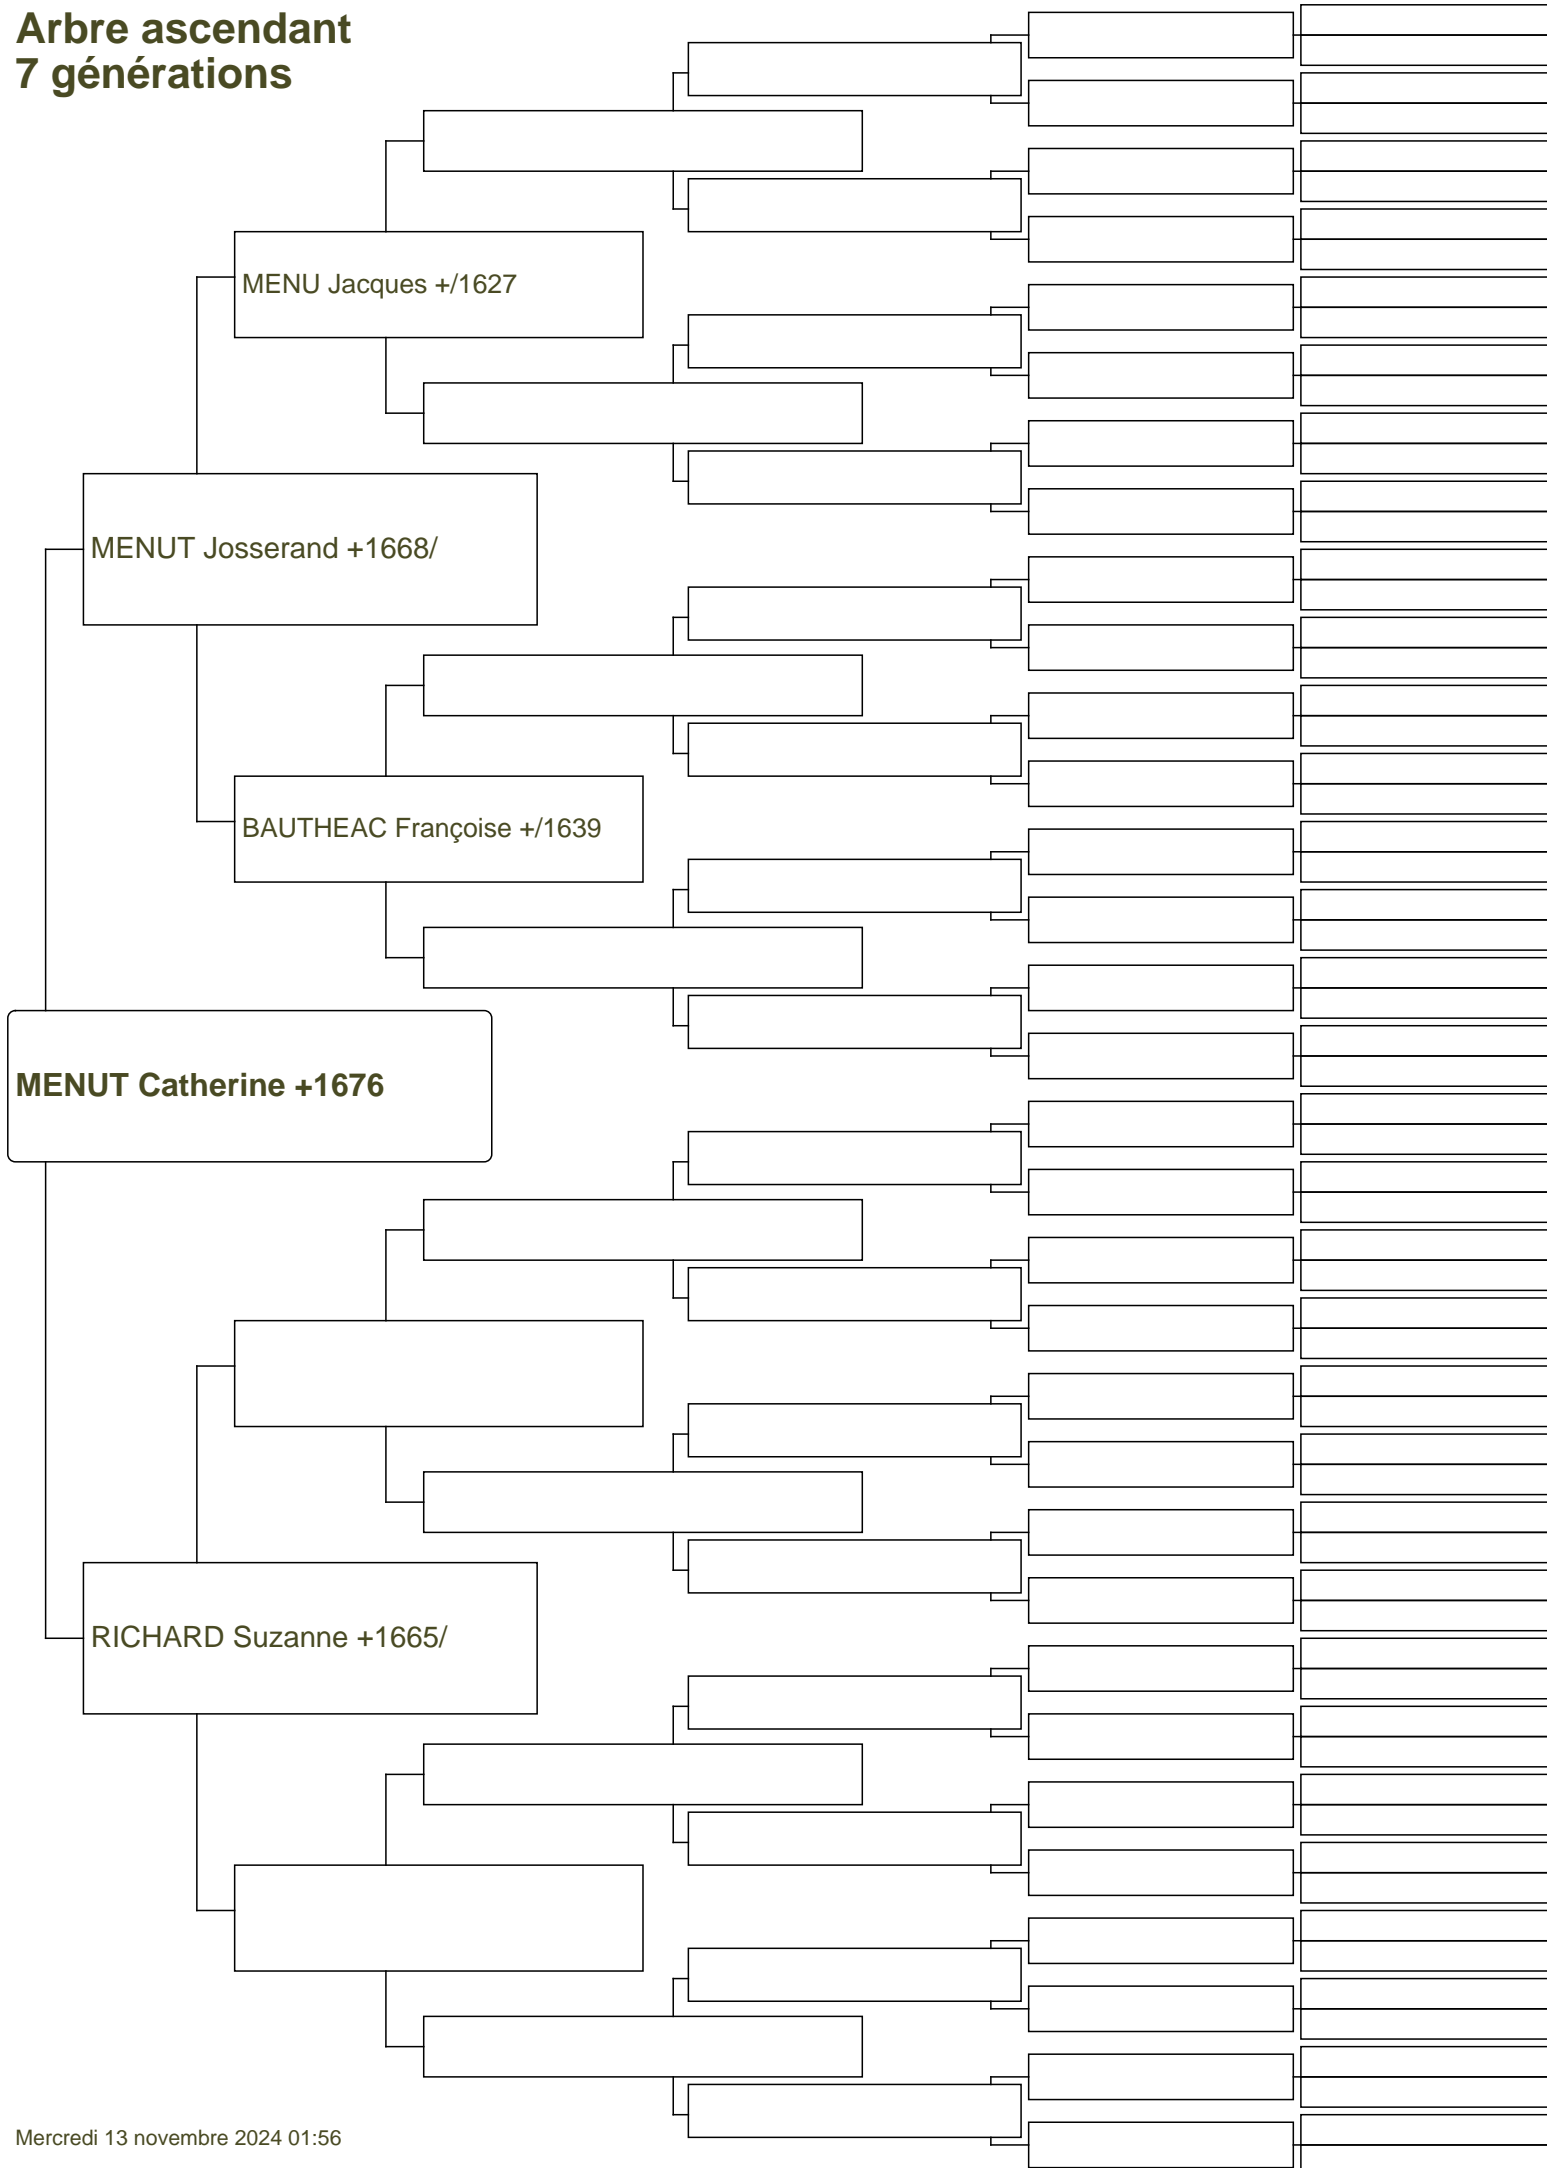 Arbre ascendant
7 générations
MENU Jacques +/1627
MENUT Josserand +1668/
BAUTHEAC Françoise +/1639
MENUT Catherine +1676
RICHARD Suzanne +1665/
Mercredi 13 novembre 2024 01:56